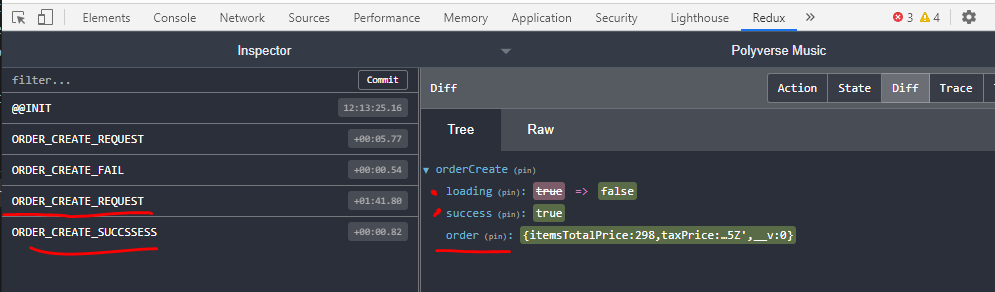 Elements Console Network Sources Performance Memory Application Security Lighthouse Redux » 3 4
Inspector Polyverse Music
filter... Commit
Diff Action State Diff Trace
@@INIT 12:13:25.16
Tree Raw
ORDER_CREATE_REQUEST +00:05.77
ORDER_CREATE_FAIL +00:00.54
orderCreate (pin)
loading (pin): true => false
ORDER_CREATE_REQUEST +01:41.80
success (pin): true
ORDER_CREATE_SUCCSSESS +00:00.82
order (pin): {itemsTotalPrice:298,taxPrice:…5Z',__v:0}